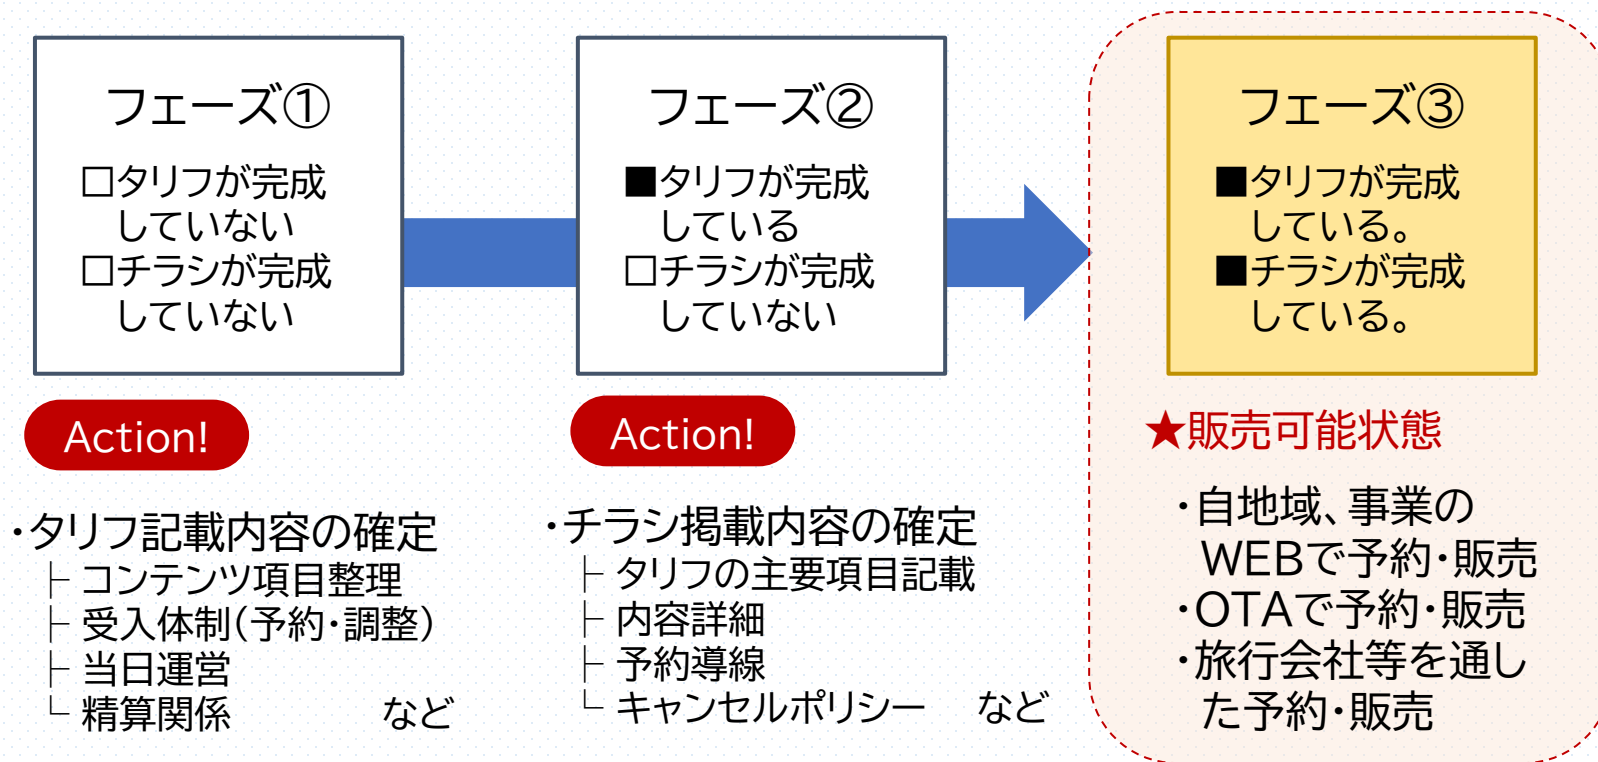 フェーズ①
□タリフが完成
していない
□チラシが完成
していない
Action!
・タリフ記載内容の確定
├ コンテンツ項目整理
├ 受入体制(予約・調整)
├ 当日運営
└ 精算関係 など
フェーズ②
■タリフが完成
している
□チラシが完成
していない
Action!
・チラシ掲載内容の確定
├ タリフの主要項目記載
├ 内容詳細
├ 予約導線
└ キャンセルポリシー など
フェーズ③
■タリフが完成
している。
■チラシが完成
している。
★販売可能状態
・自地域、事業の
WEBで予約・販売
・OTAで予約・販売
・旅行会社等を通し
た予約・販売